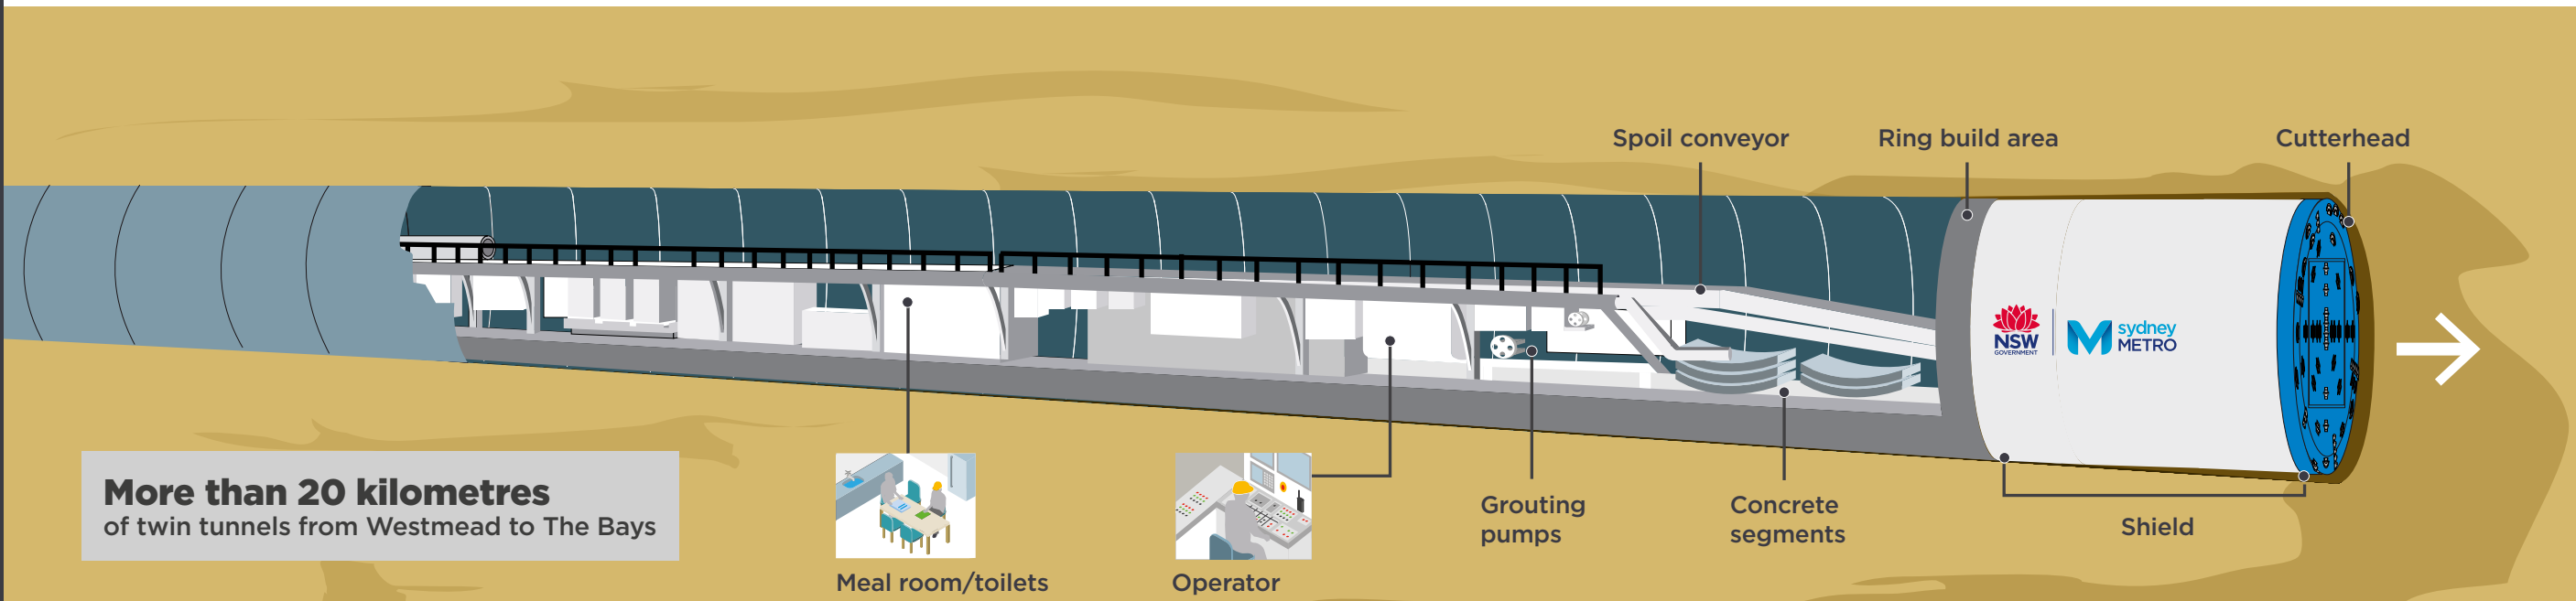 Spoil conveyor
Ring build area
Cutterhead
NSW
GOVERNMENT
sydney
METRO
More than 20 kilometres
of twin tunnels from Westmead to The Bays
Meal room/toilets
Operator
Grouting
pumps
Concrete
segments
Shield